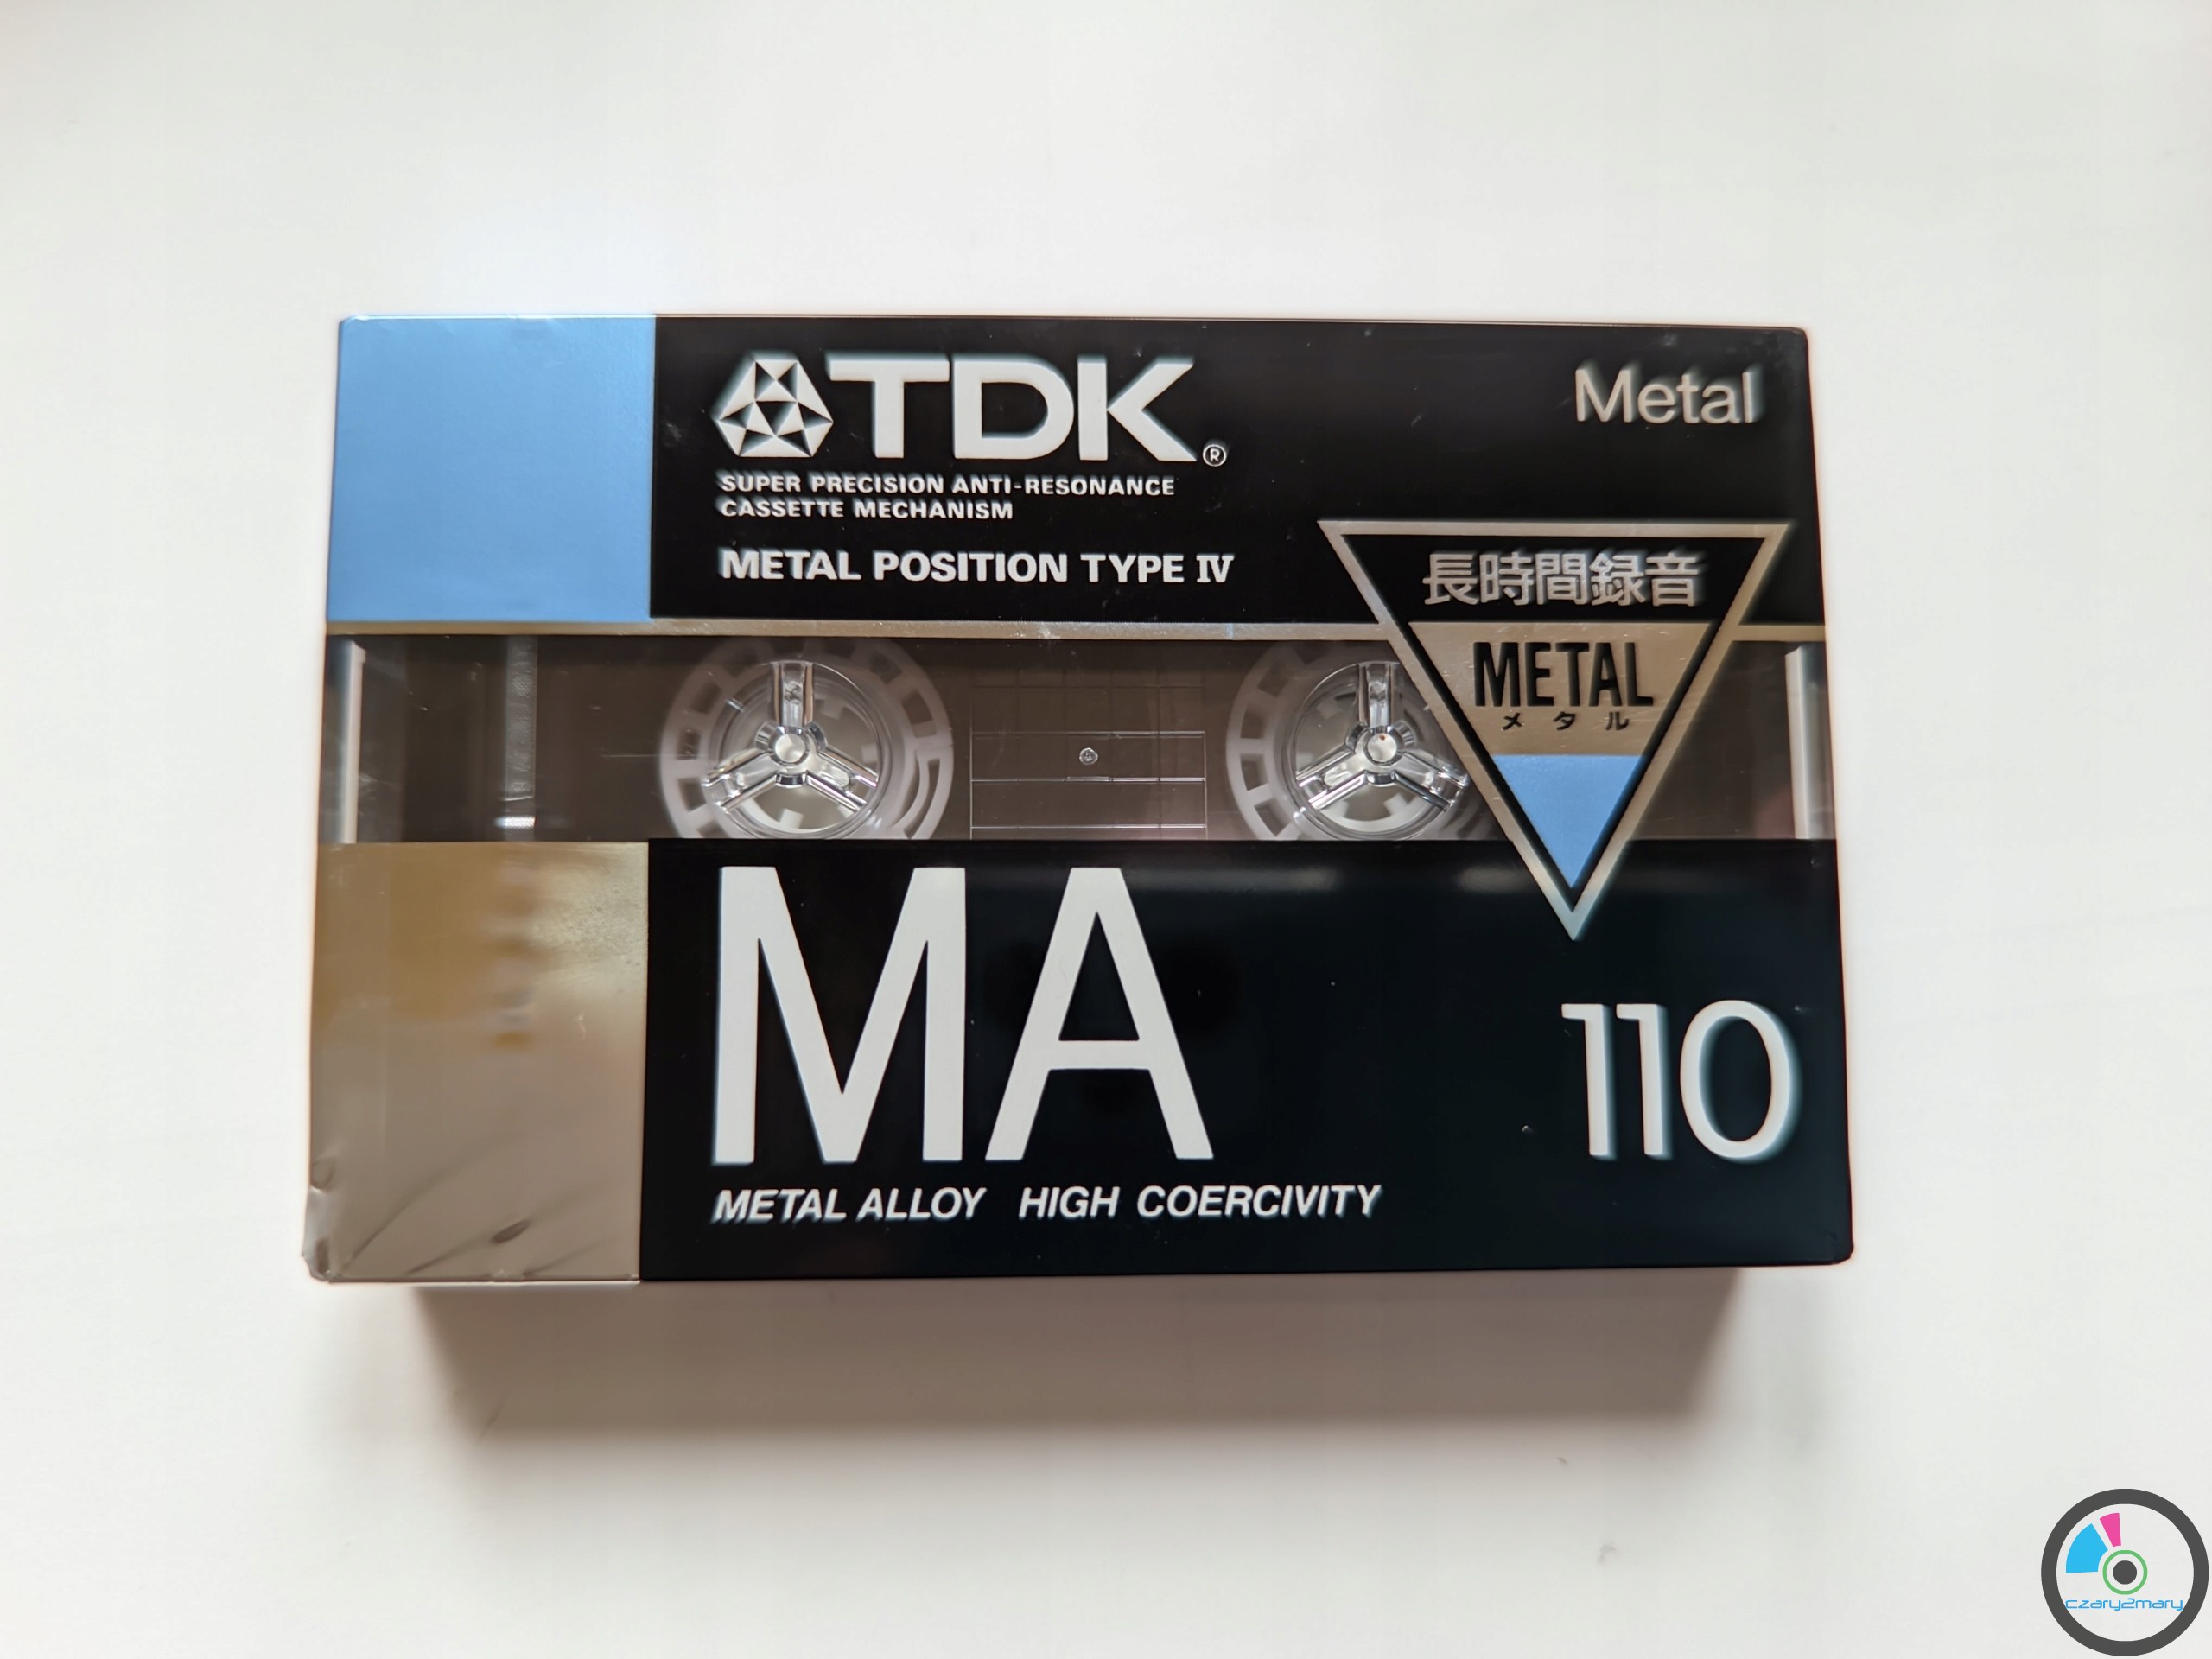 TDK®
Metal
SUPER PRECISION ANTI-RESONANCE
CASSETTE MECHANISM
METAL POSITION TYPE IV
長時間録音
METAL
メタル
MA
110
METAL ALLOY HIGH COERCIVITY
czary2mary